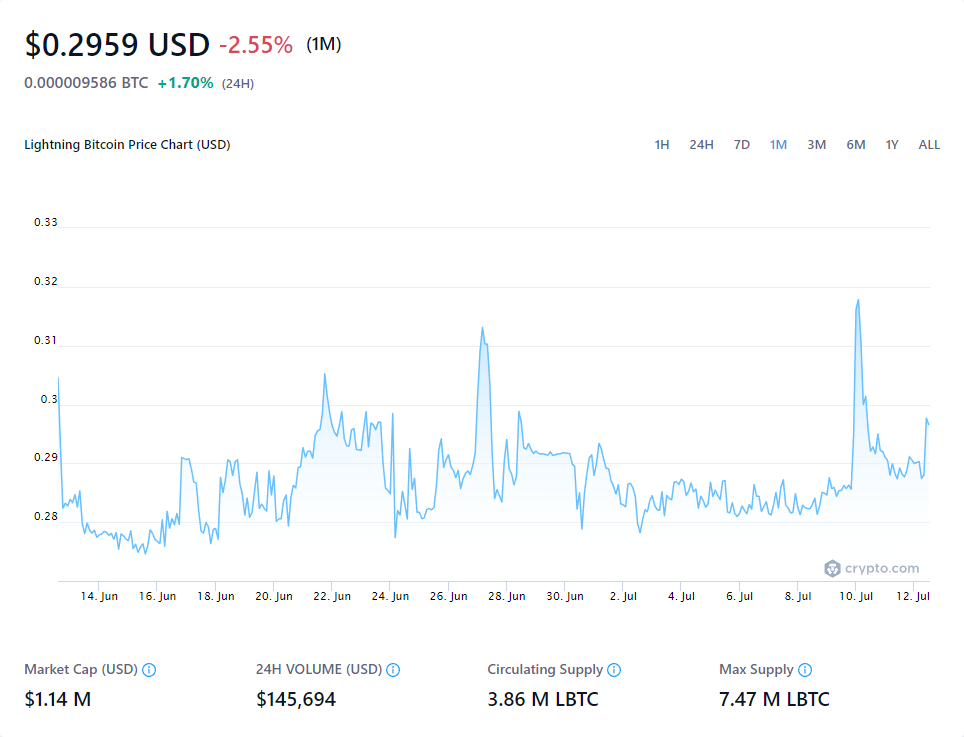 $0.2959 USD -2.55% (1M)
0.000009586 BTC +1.70% (24H)
Lightning Bitcoin Price Chart (USD) 1H 24H 7D 1M 3M 6M 1Y ALL
0.33
0.32
0.31
0.3
0.29
0.28
crypto.com
14. Jun 16. Jun 18. Jun 20. Jun 22. Jun 24. Jun 26. Jun 28. Jun 30. Jun 2. Jul 4. Jul 6. Jul 8. Jul 10. Jul 12. Jul
Market Cap (USD) 24H VOLUME (USD) Circulating Supply Max Supply
$1.14 M $145,694 3.86 M LBTC 7.47 M LBTC